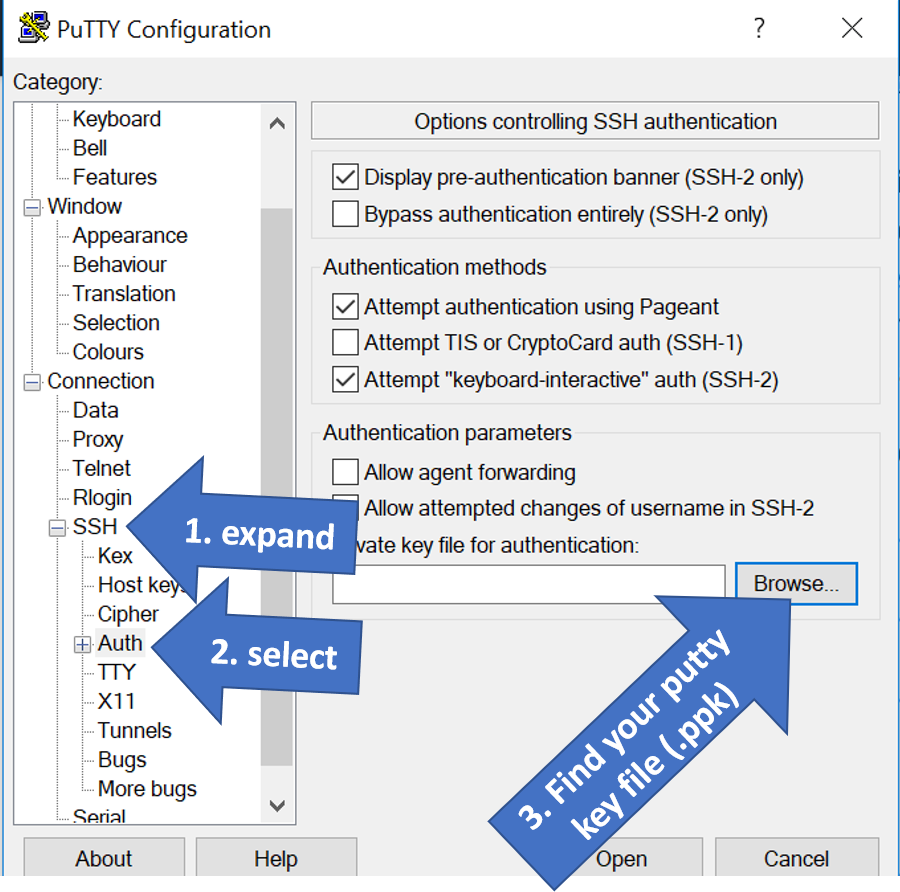 PuTTY Configuration
?
Category:
Keyboard
Bell
Features
Window
Appearance
Behaviour
Translation
Selection
Colours
Connection
Data
Proxy
Telnet
Rlogin
SSH
Kex
Host keys
Cipher
Auth
TTY
X11
Tunnels
Bugs
More bugs
Serial
Options controlling SSH authentication
Display pre-authentication banner (SSH-2 only)
Bypass authentication entirely (SSH-2 only)
Authentication methods
Attempt authentication using Pageant
Attempt TIS or CryptoCard auth (SSH-1)
Attempt "keyboard-interactive" auth (SSH-2)
Authentication parameters
Allow agent forwarding
Allow attempted changes of username in SSH-2
vate key file for authentication:
Browse...
1. expand
2. select
3. Find your putty
key file (.ppk)
About
Help
Open
Cancel